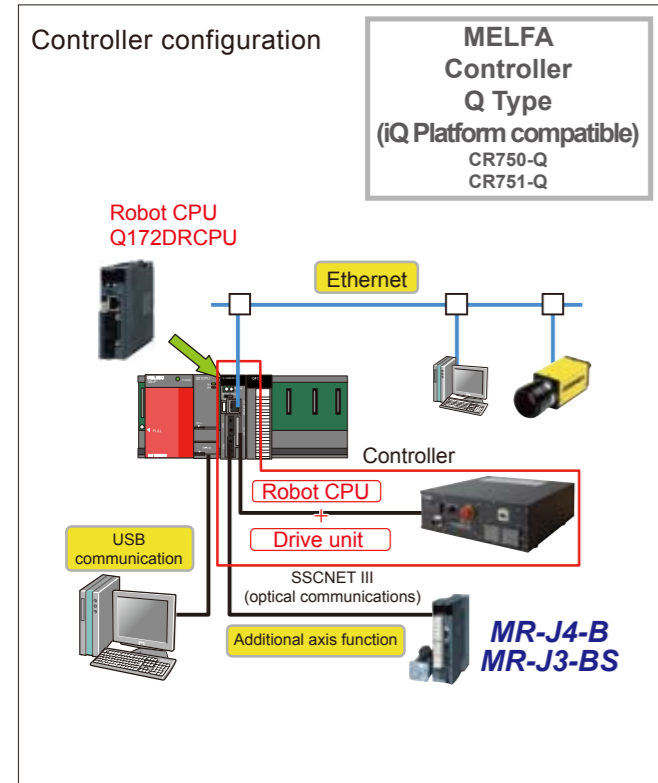 Controller configuration
MELFA
Controller
Q Type
(iQ Platform compatible)
CR750-Q
CR751-Q
Robot CPU
Q172DRCPU
Ethernet
Controller
Robot CPU
+
Drive unit
USB
communication
SSCNET III
(optical communications)
Additional axis function
MR-J4-B
MR-J3-BS